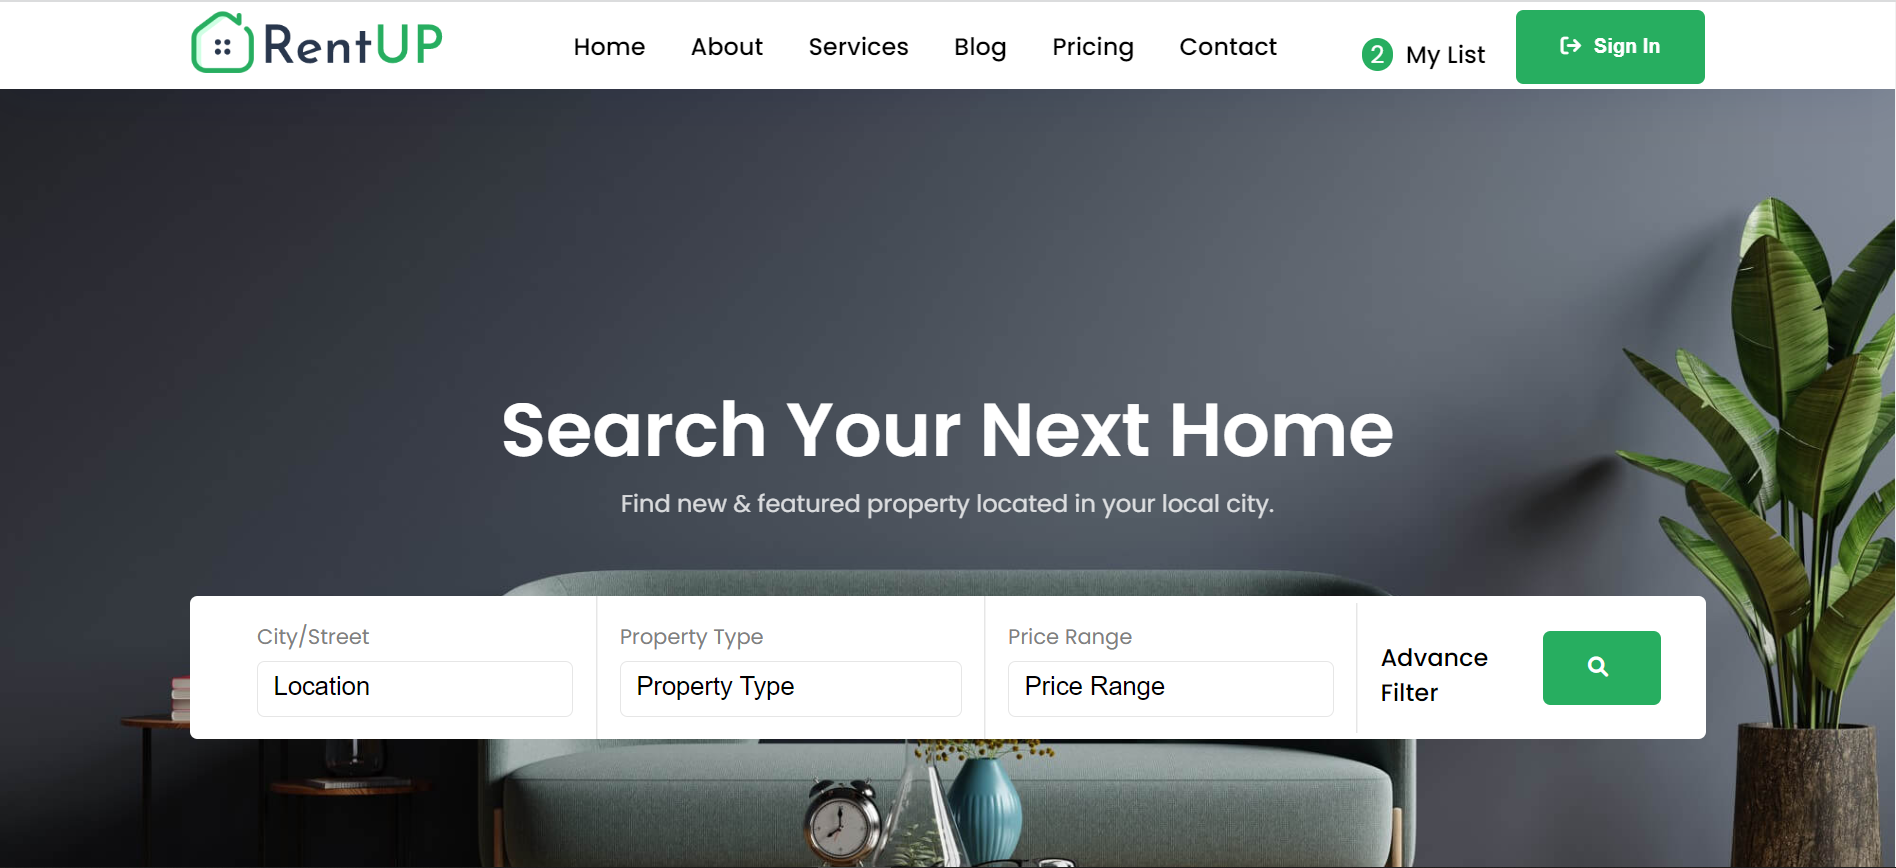 RentUP
Home About Services Blog Pricing Contact
2 My List
Sign In
Search Your Next Home
Find new & featured property located in your local city.
City/Street
Location
Property Type
Property Type
Price Range
Price Range
Advance
Filter